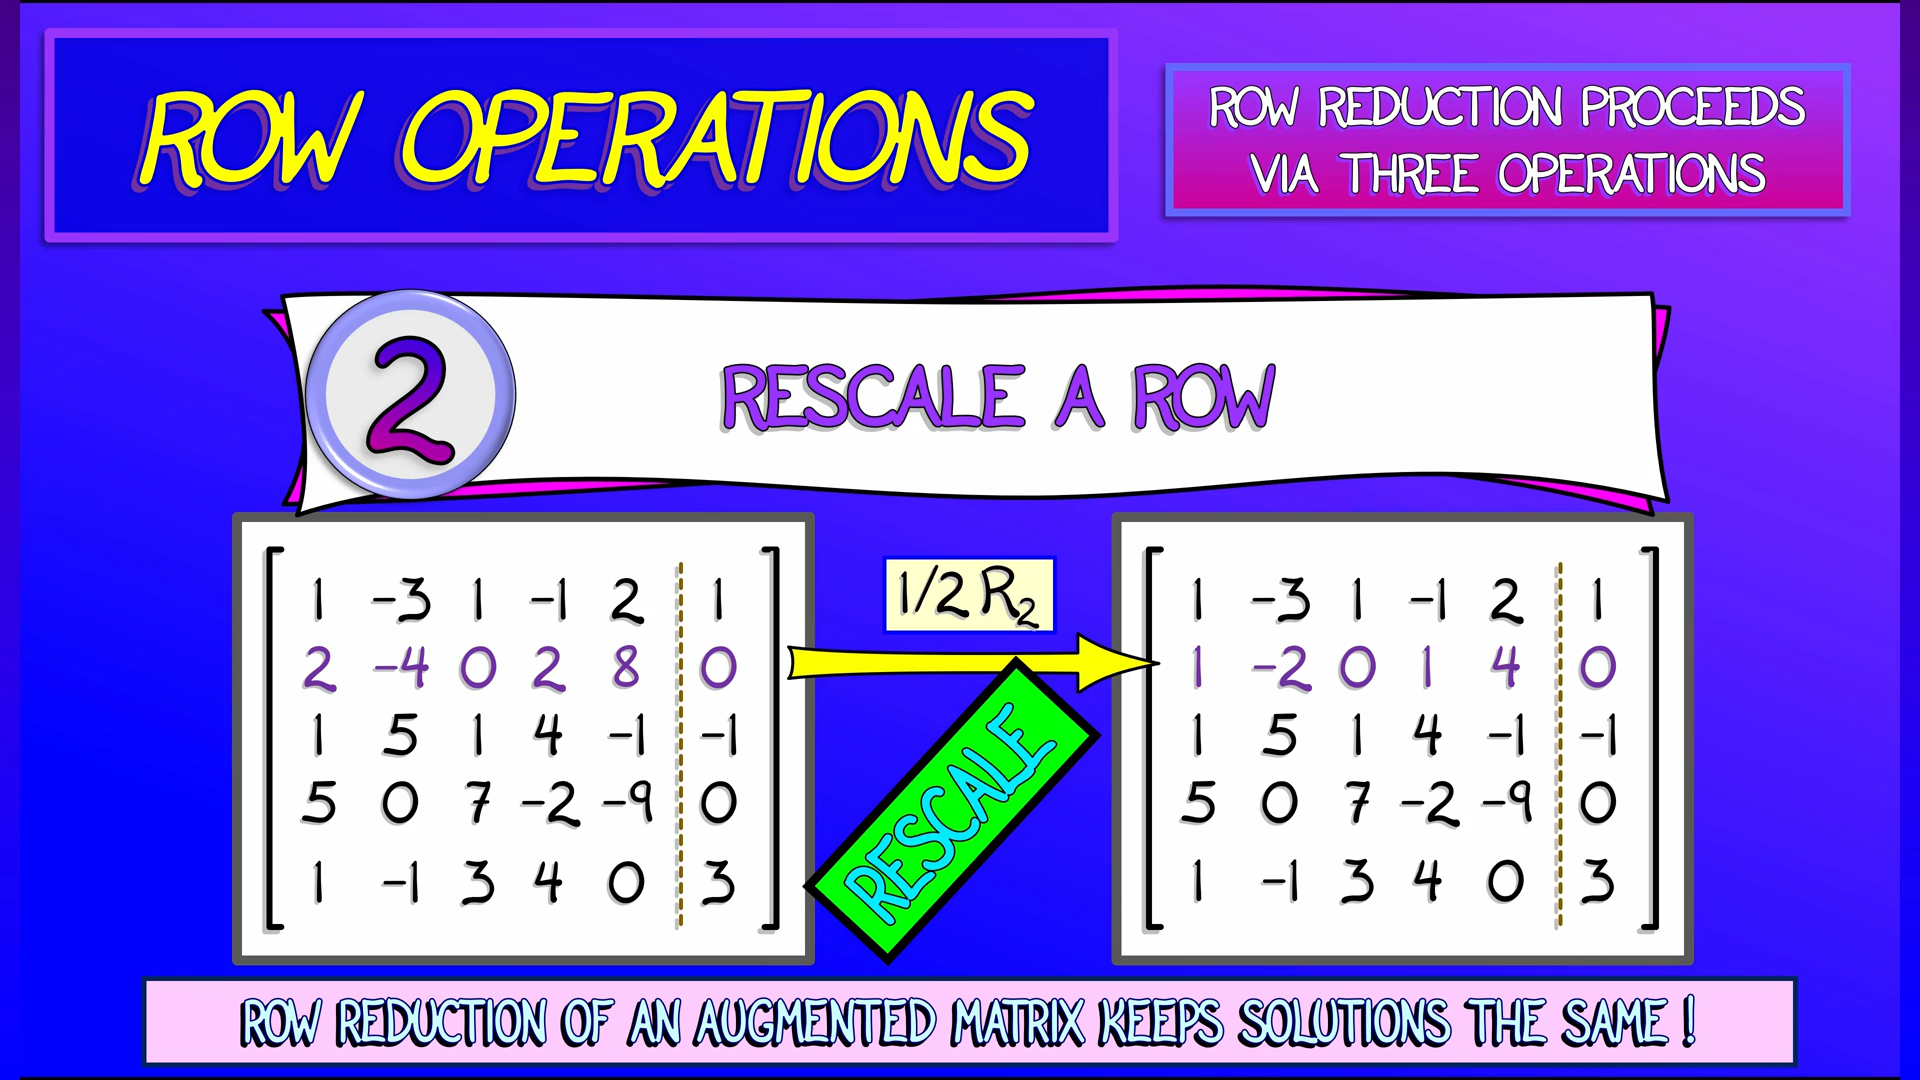 ROW OPERATIONS
ROW REDUCTION PROCEEDS
VIA THREE OPERATIONS
2
RESCALE A ROW
1 -3 1 -1 2 1
2 -4 0 2 8 0
1 5 1 4 -1 -1
5 0 7 -2 -9 0
1 -1 3 4 0 3
1/2 R2
RESCALE
1 -3 1 -1 2 1
1 -2 0 1 4 0
1 5 1 4 -1 -1
5 0 7 -2 -9 0
1 -1 3 4 0 3
ROW REDUCTION OF AN AUGMENTED MATRIX KEEPS SOLUTIONS THE SAME !